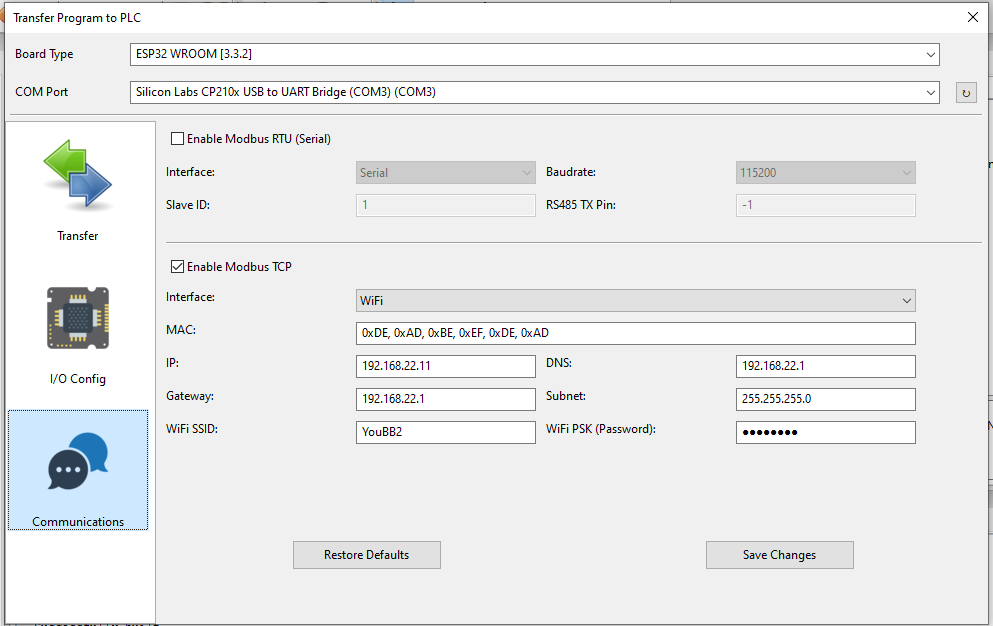 Transfer Program to PLC
Board Type ESP32 WROOM [3.3.2]
COM Port Silicon Labs CP210x USB to UART Bridge (COM3) (COM3)
Transfer
I/O Config
Communications
Enable Modbus RTU (Serial)
Interface: Serial Baudrate: 115200
Slave ID: 1 RS485 TX Pin: -1
Enable Modbus TCP
Interface: WiFi
MAC: 0xDE, 0xAD, 0xBE, 0xEF, 0xDE, 0xAD
IP: 192.168.22.11 DNS: 192.168.22.1
Gateway: 192.168.22.1 Subnet: 255.255.255.0
WiFi SSID: YouBB2 WiFi PSK (Password): ●●●●●●●●
Restore Defaults Save Changes